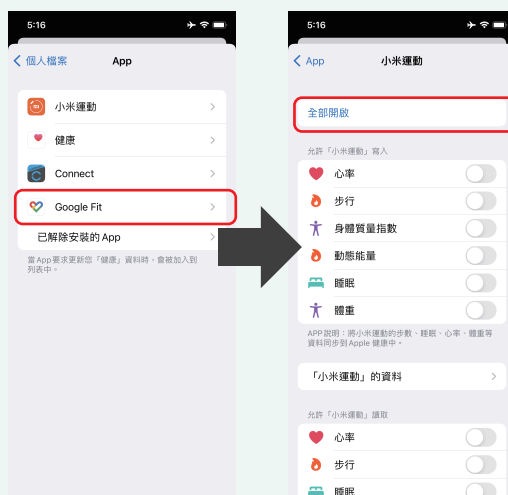 5:16
個人檔案
App
小米運動
健康
Connect
Google Fit
已解除安裝的 App
當 App 要求更新您「健康」資料時，會被加入到
列表中。
5:16
App
小米運動
全部開啟
允許「小米運動」寫入
心率
步行
身體質量指數
動態能量
睡眠
體重
APP 說明：將小米運動的步數、睡眠、心率、體重等
資料同步到 Apple 健康中。
「小米運動」的資料
允許「小米運動」讀取
心率
步行
睡眠